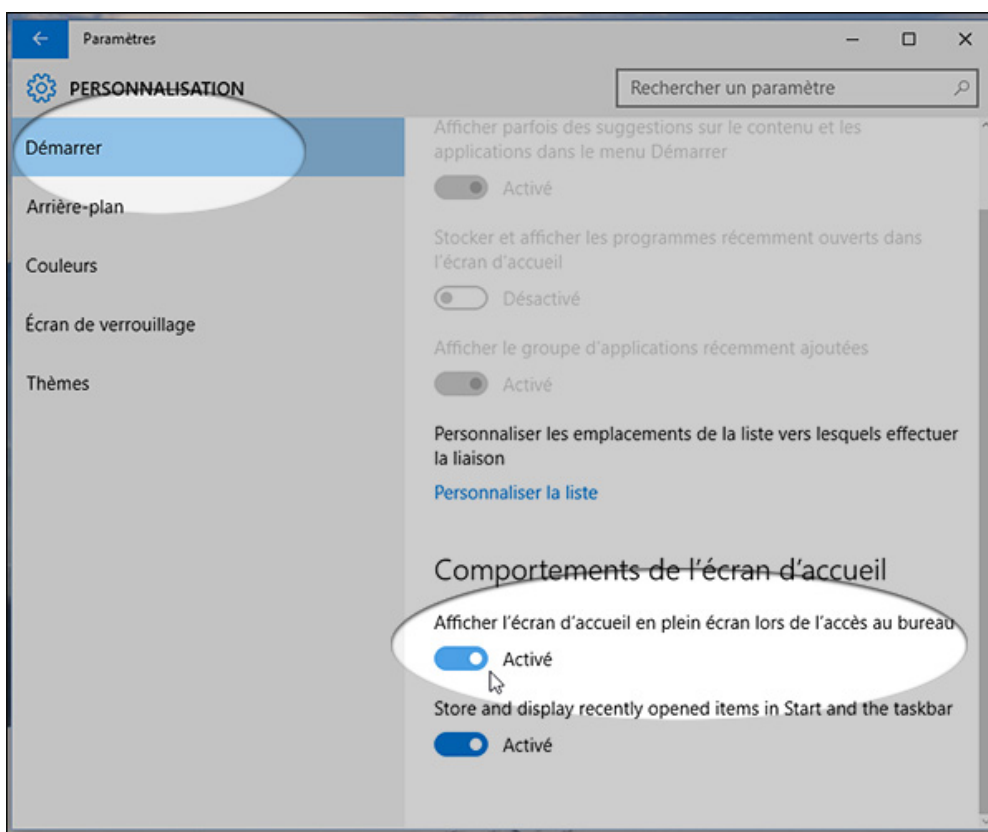 Paramètres
PERSONNALISATION
Rechercher un paramètre
Démarrer
Arrière-plan
Couleurs
Écran de verrouillage
Thèmes
Afficher parfois des suggestions sur le contenu et les
applications dans le menu Démarrer
Activé
Stocker et afficher les programmes récemment ouverts dans
l'écran d'accueil
Désactivé
Afficher le groupe d'applications récemment ajoutées
Activé
Personnaliser les emplacements de la liste vers lesquels effectuer
la liaison
Personnaliser la liste
Comportements de l'écran d'accueil
Afficher l'écran d'accueil en plein écran lors de l'accès au bureau
Activé
Store and display recently opened items in Start and the taskbar
Activé